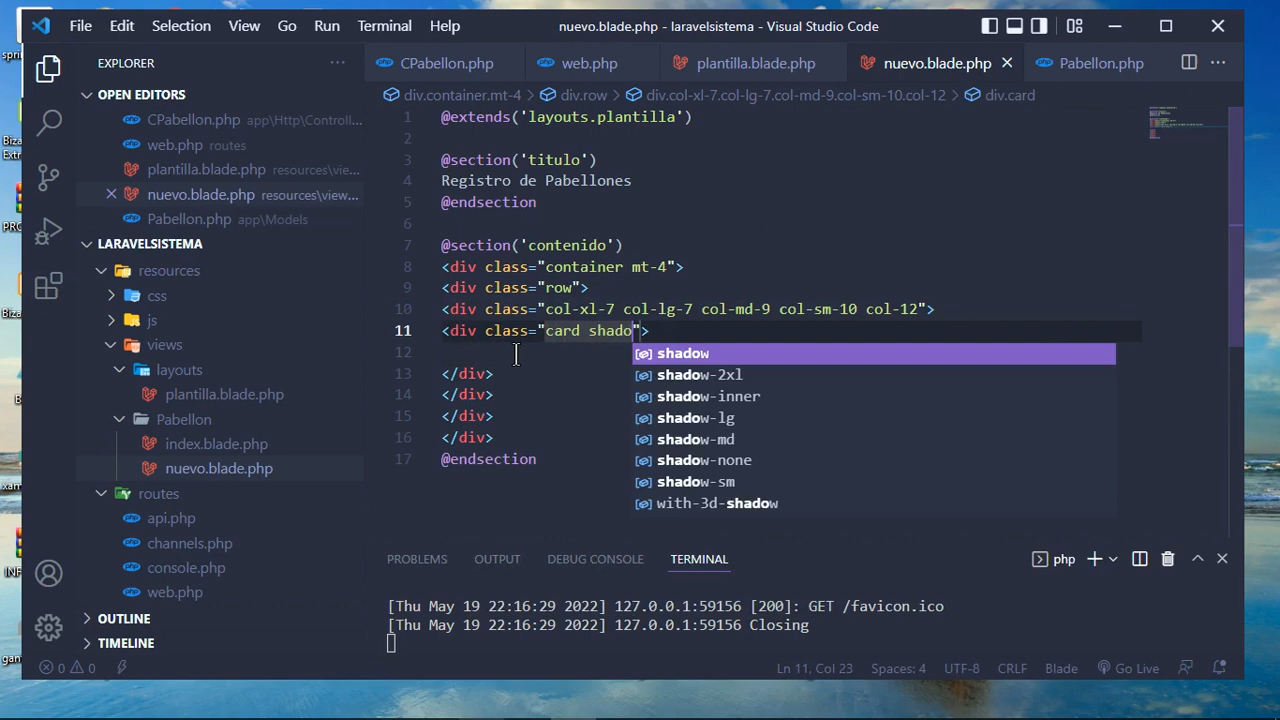 File Edit Selection View Go Run Terminal Help nuevo.blade.php - laravelsistema - Visual Studio Code
EXPLORER
OPEN EDITORS
CPabellon.php app\Http\Controll...
web.php routes
plantilla.blade.php resources\vie...
nuevo.blade.php resources\view...
Pabellon.php app\Models
LARAVELSISTEMA
resources
css
js
views
layouts
plantilla.blade.php
Pabellon
index.blade.php
nuevo.blade.php
routes
api.php
channels.php
console.php
web.php
OUTLINE
TIMELINE
CPabellon.php web.php plantilla.blade.php nuevo.blade.php Pabellon.php
div.container.mt-4 > div.row > div.col-xl-7.col-lg-7.col-md-9.col-sm-10.col-12 > div.card
1 @extends('layouts.plantilla')
2
3 @section('titulo')
4 Registro de Pabellones
5 @endsection
6
7 @section('contenido')
8 <div class="container mt-4">
9 <div class="row">
10 <div class="col-xl-7 col-lg-7 col-md-9 col-sm-10 col-12">
11 <div class="card shado">
12
13 </div>
14 </div>
15 </div>
16 </div>
17 @endsection
shadow
shadow-2xl
shadow-inner
shadow-lg
shadow-md
shadow-none
shadow-sm
with-3d-shadow
PROBLEMS OUTPUT DEBUG CONSOLE TERMINAL php
[Thu May 19 22:16:29 2022] 127.0.0.1:59156 [200]: GET /favicon.ico
[Thu May 19 22:16:29 2022] 127.0.0.1:59156 Closing
0 0 Ln 11, Col 23 Spaces: 4 UTF-8 CRLF Blade Go Live